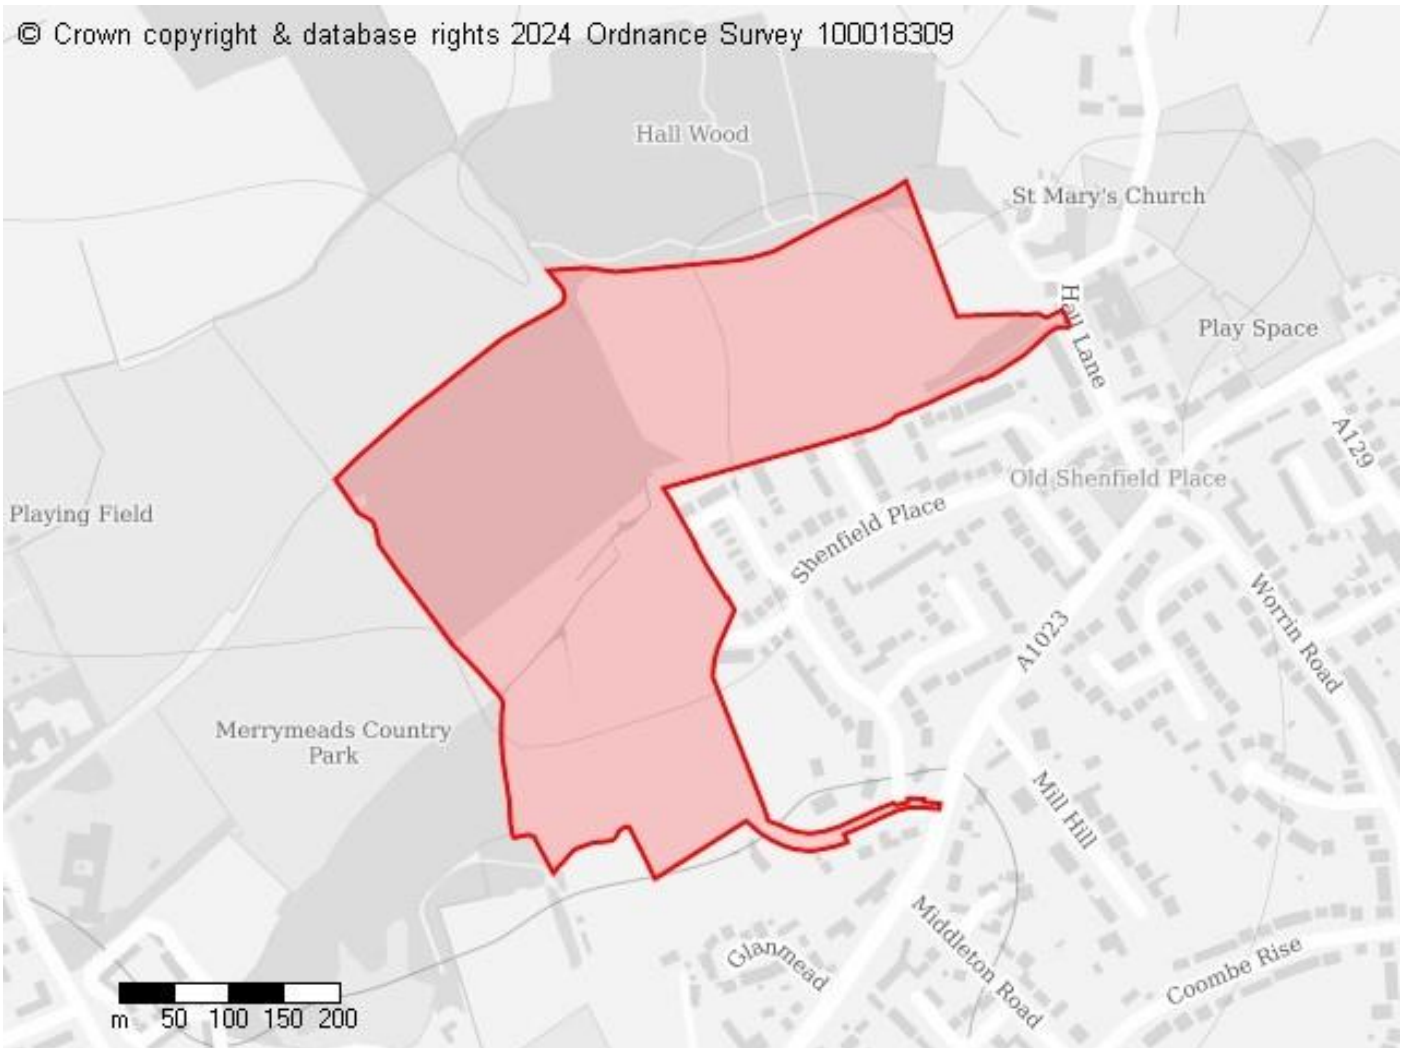 © Crown copyright & database rights 2024 Ordnance Survey 100018309
Hall Wood
St Mary's Church
Hall Lane
Play Space
A129
Old Shenfield Place
Playing Field
Shenfield Place
A1023
Worrin Road
Merrymeads Country
Park
Mill Hill
Middleton Road
Glanmead
Coombe Rise
m 50 100 150 200